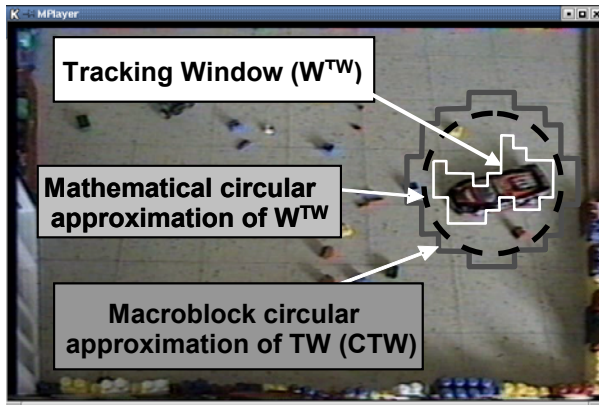 K MPlayer
Tracking Window (W^TW)
Mathematical circular
approximation of W^TW
Macroblock circular
approximation of TW (CTW)